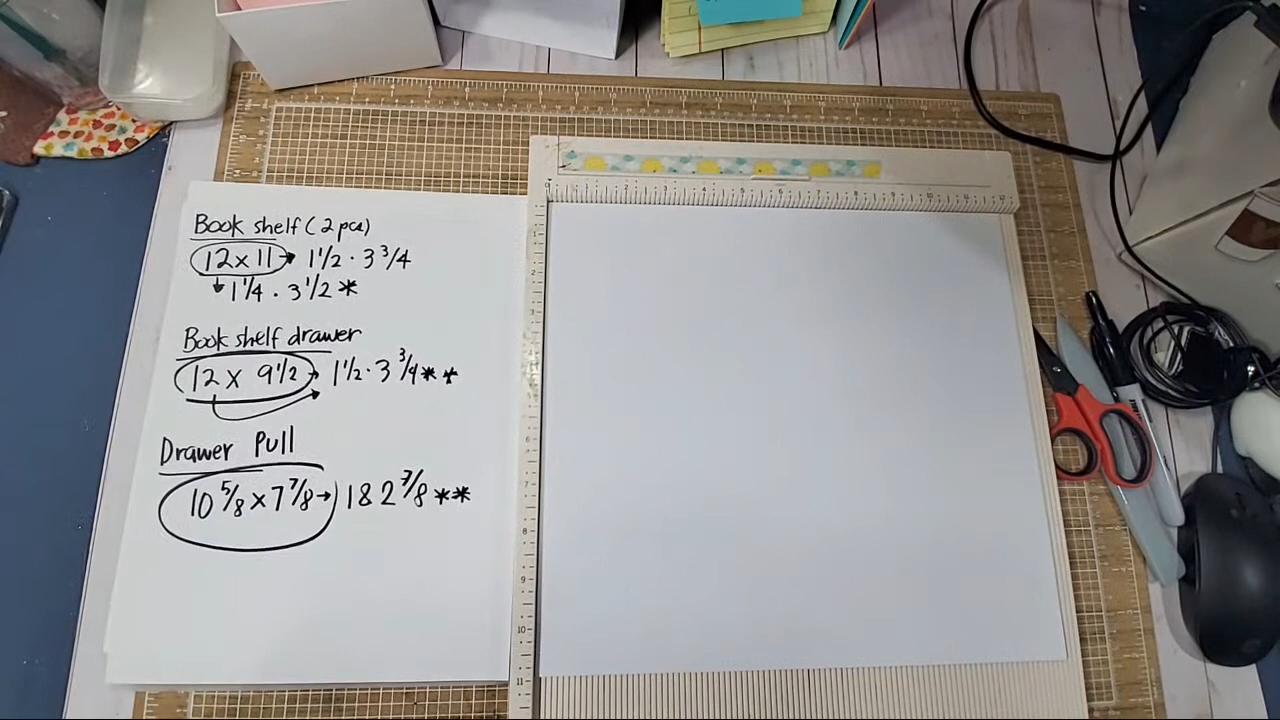 Book shelf (2 pcs)
12 x 11 → 1 1/2 · 3 3/4
↓ 1 1/4 · 3 1/2 *
Book shelf drawer
12 x 9 1/2 → 1 1/2 · 3 3/4 * *
Drawer Pull
10 5/8 x 7 7/8 → 1 & 2 7/8 **